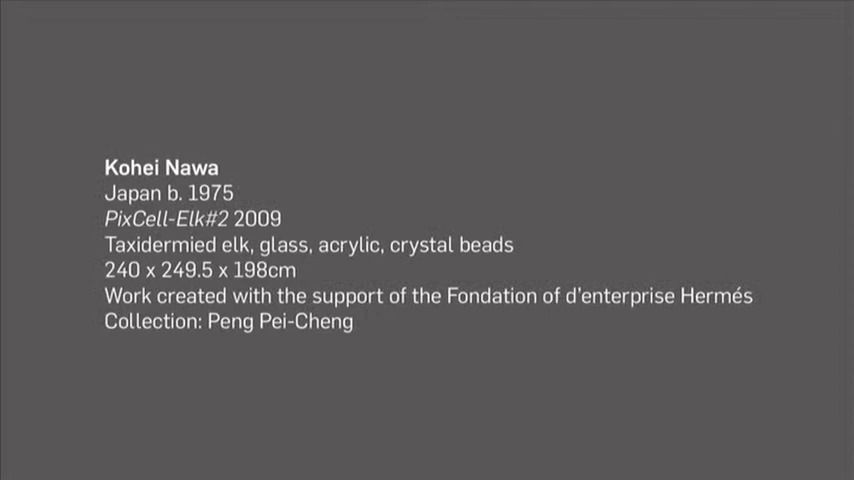 Kohei Nawa
Japan b. 1975
PixCell-Elk#2 2009
Taxidermied elk, glass, acrylic, crystal beads
240 x 249.5 x 198cm
Work created with the support of the Fondation of d'enterprise Hermés
Collection: Peng Pei-Cheng